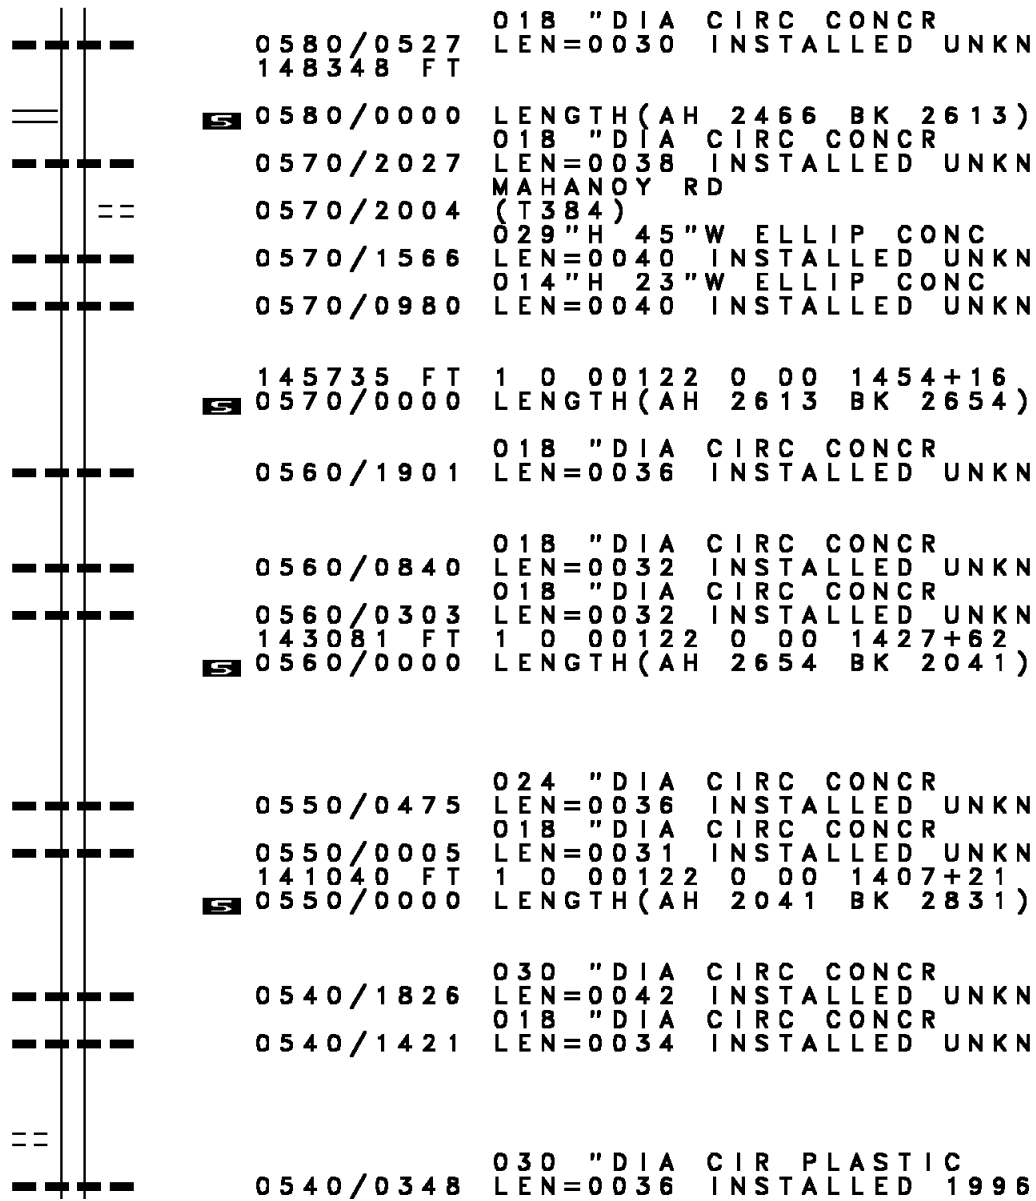 018 "DIA CIRC CONCR
0580/0527 LEN=0030 INSTALLED UNKN
148348 FT
S 0580/0000 LENGTH(AH 2466 BK 2613)
018 "DIA CIRC CONCR
0570/2027 LEN=0038 INSTALLED UNKN
MAHANOY RD
0570/2004 (T384)
029"H 45"W ELLIP CONC
0570/1566 LEN=0040 INSTALLED UNKN
014"H 23"W ELLIP CONC
0570/0980 LEN=0040 INSTALLED UNKN
145735 FT 1 0 00122 0 00 1454+16
S 0570/0000 LENGTH(AH 2613 BK 2654)
018 "DIA CIRC CONCR
0560/1901 LEN=0036 INSTALLED UNKN
018 "DIA CIRC CONCR
0560/0840 LEN=0032 INSTALLED UNKN
018 "DIA CIRC CONCR
0560/0303 LEN=0032 INSTALLED UNKN
143081 FT 1 0 00122 0 00 1427+62
S 0560/0000 LENGTH(AH 2654 BK 2041)
024 "DIA CIRC CONCR
0550/0475 LEN=0036 INSTALLED UNKN
018 "DIA CIRC CONCR
0550/0005 LEN=0031 INSTALLED UNKN
141040 FT 1 0 00122 0 00 1407+21
S 0550/0000 LENGTH(AH 2041 BK 2831)
030 "DIA CIRC CONCR
0540/1826 LEN=0042 INSTALLED UNKN
018 "DIA CIRC CONCR
0540/1421 LEN=0034 INSTALLED UNKN
030 "DIA CIR PLASTIC
0540/0348 LEN=0036 INSTALLED 1996